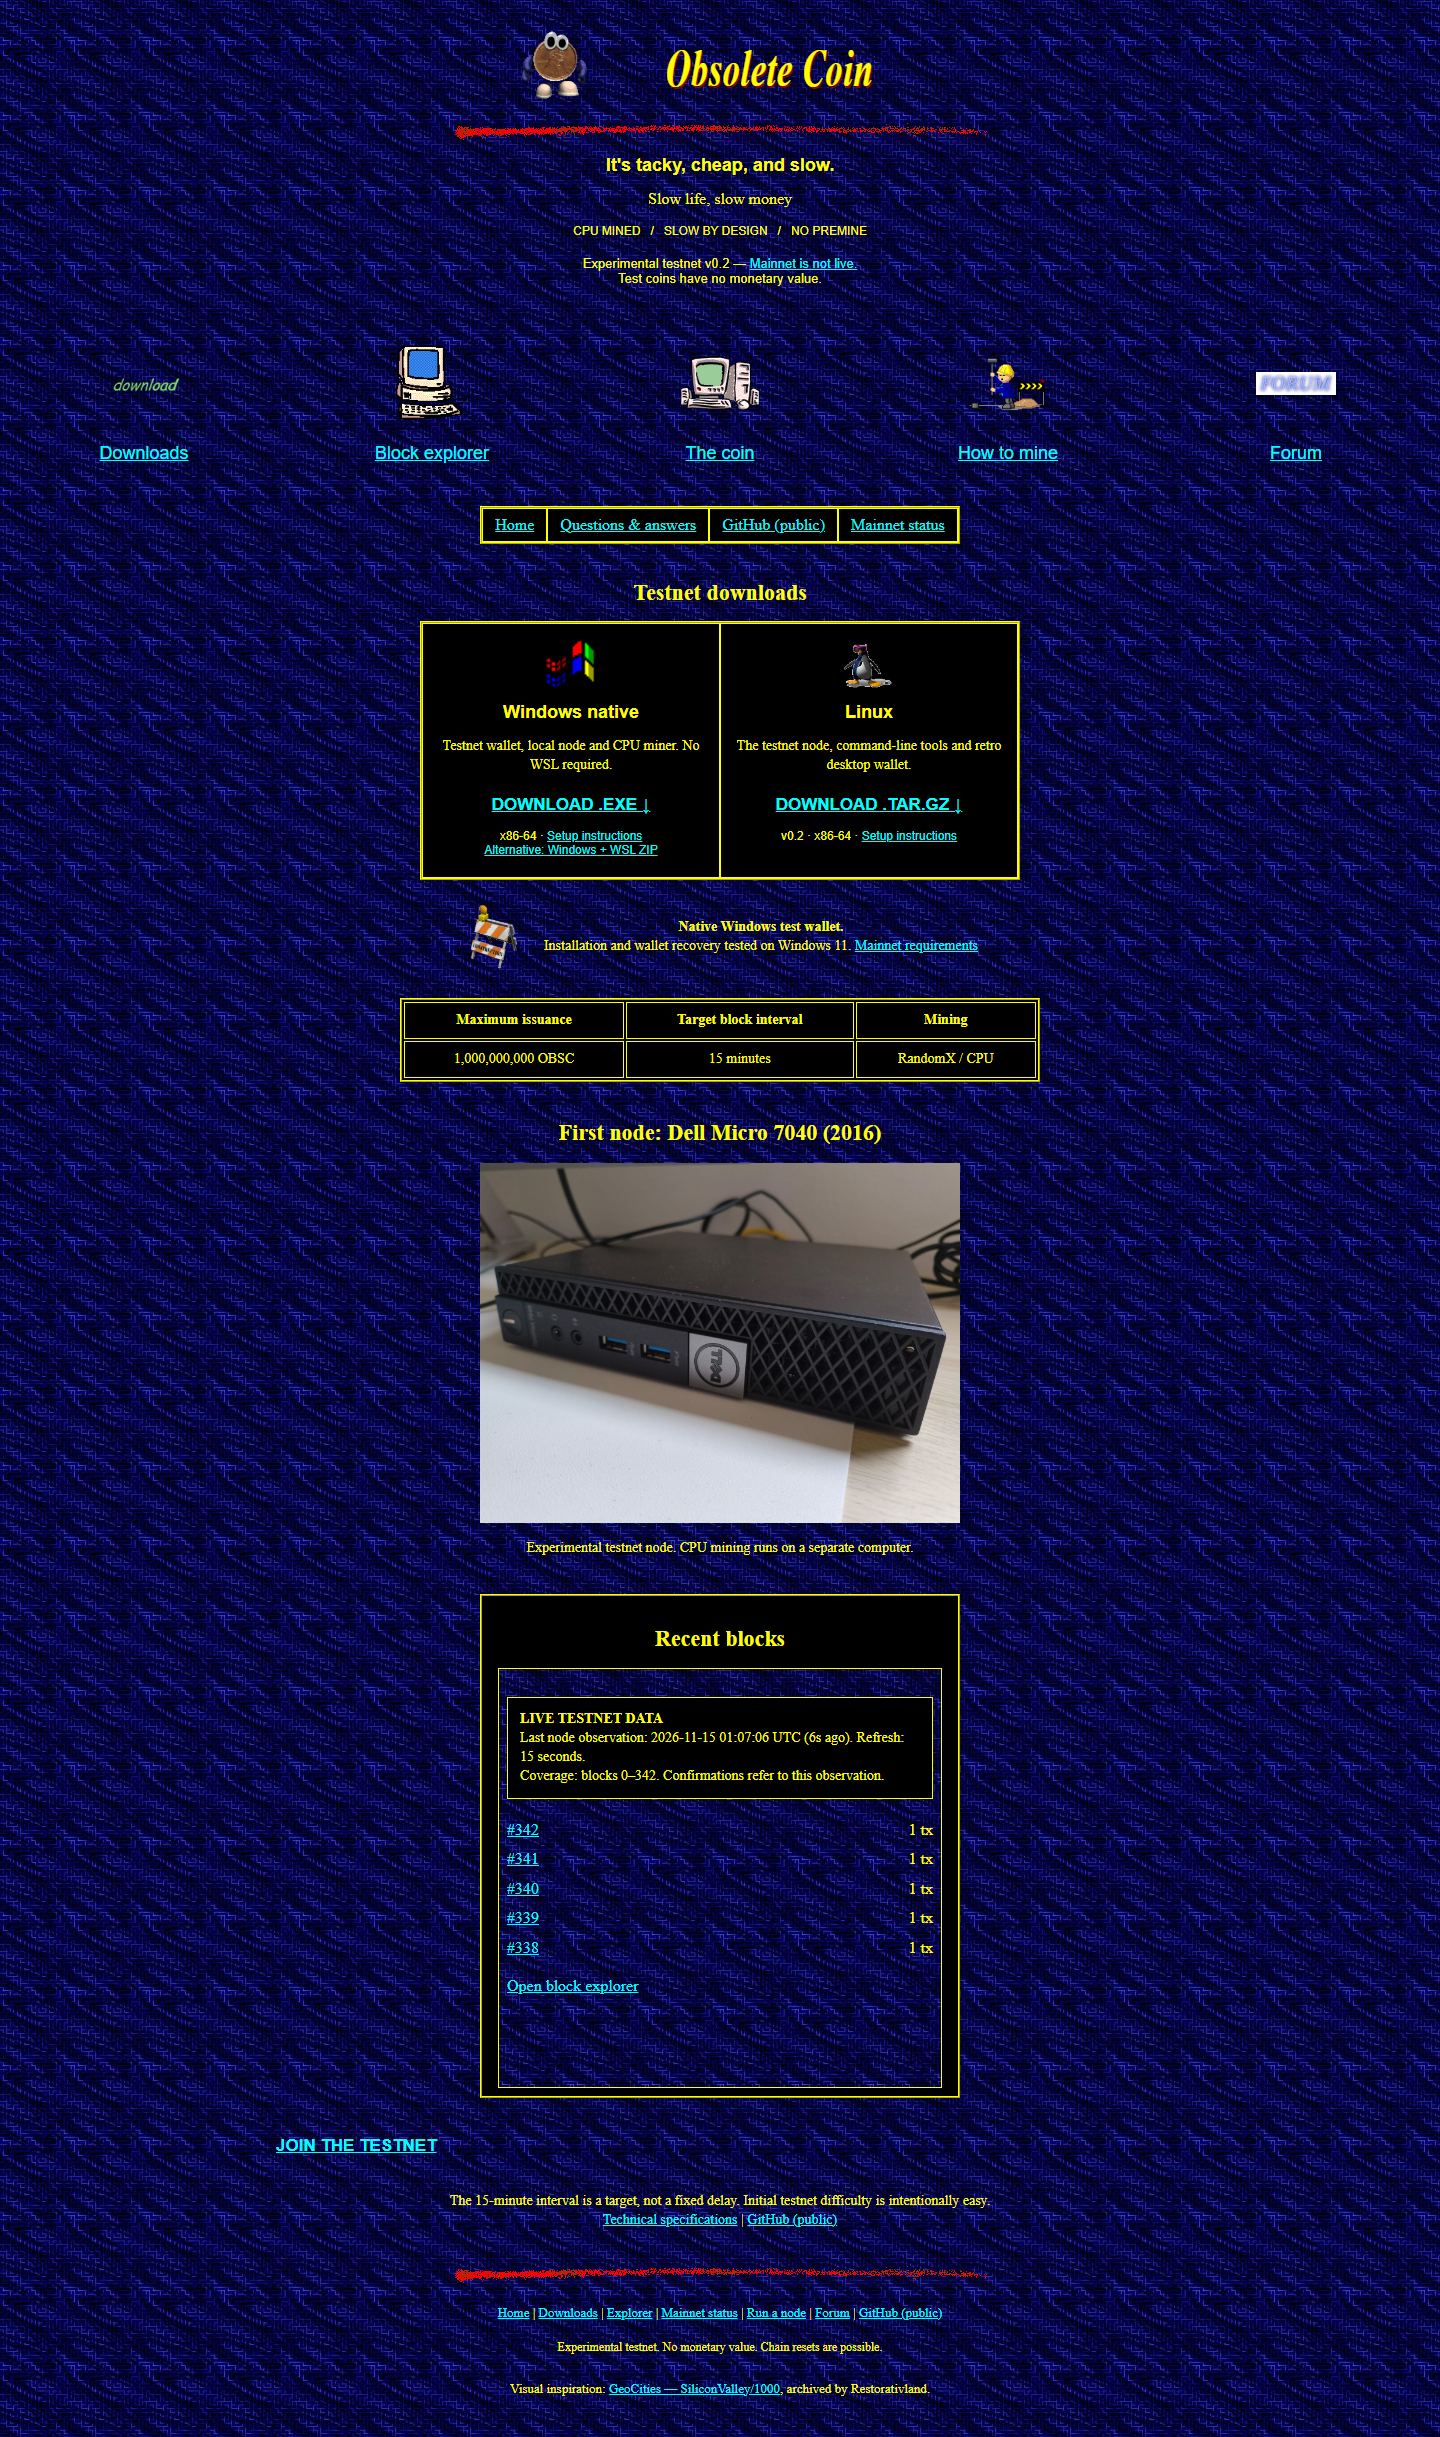 Obsolete Coin
It's tacky, cheap, and slow.
Slow life, slow money
CPU MINED / SLOW BY DESIGN / NO PREMINE
Experimental testnet v0.2 — Mainnet is not live.
Test coins have no monetary value.
download
FORUM
Downloads
Block explorer
The coin
How to mine
Forum
Home
Questions & answers
GitHub (public)
Mainnet status
Testnet downloads
Windows native
Testnet wallet, local node and CPU miner. No
WSL required.
DOWNLOAD .EXE ↓
x86-64 · Setup instructions
Alternative: Windows + WSL ZIP
Linux
The testnet node, command-line tools and retro
desktop wallet.
DOWNLOAD .TAR.GZ ↓
v0.2 · x86-64 · Setup instructions
Native Windows test wallet.
Installation and wallet recovery tested on Windows 11. Mainnet requirements
Maximum issuance
Target block interval
Mining
1,000,000,000 OBSC
15 minutes
RandomX / CPU
First node: Dell Micro 7040 (2016)
DELL
Experimental testnet node. CPU mining runs on a separate computer.
Recent blocks
LIVE TESTNET DATA
Last node observation: 2026-11-15 01:07:06 UTC (6s ago). Refresh:
15 seconds.
Coverage: blocks 0–342. Confirmations refer to this observation.
#342 1 tx
#341 1 tx
#340 1 tx
#339 1 tx
#338 1 tx
Open block explorer
JOIN THE TESTNET
The 15-minute interval is a target, not a fixed delay. Initial testnet difficulty is intentionally easy.
Technical specifications | GitHub (public)
Home | Downloads | Explorer | Mainnet status | Run a node | Forum | GitHub (public)
Experimental testnet. No monetary value. Chain resets are possible.
Visual inspiration: GeoCities — SiliconValley/1000, archived by Restorativland.